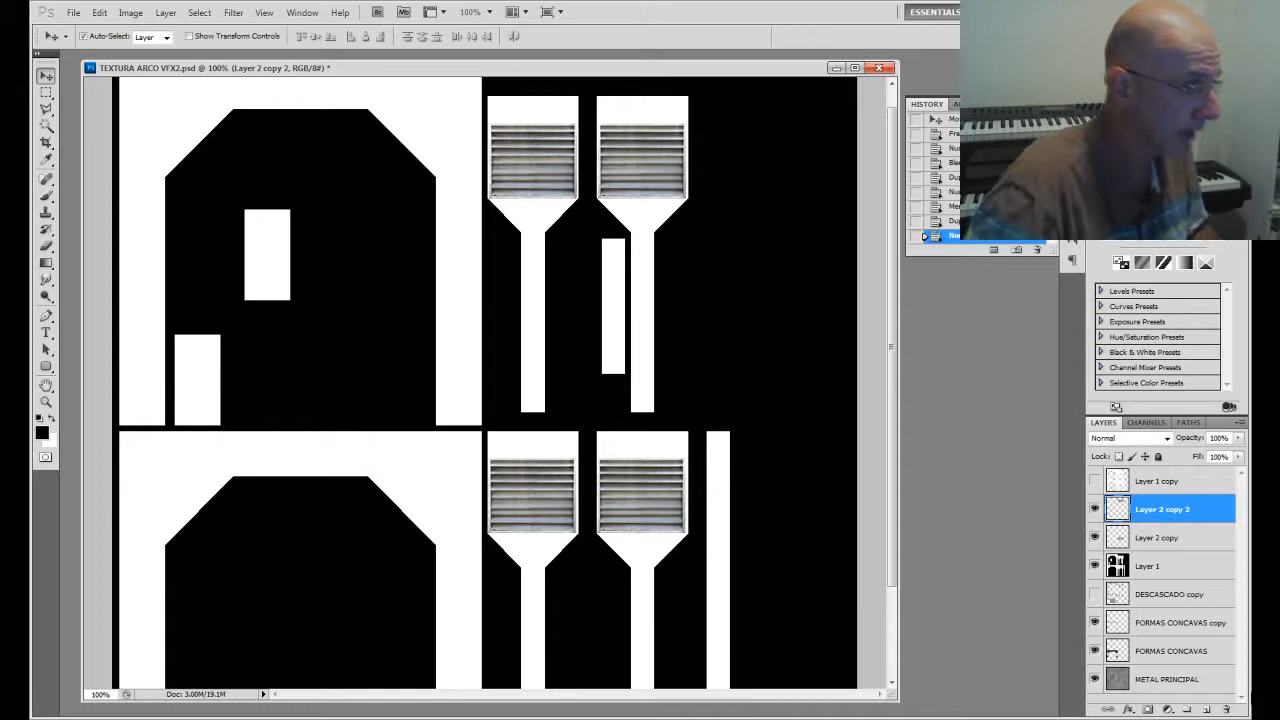 Ps File Edit Image Layer Select Filter View Window Help Br Mb 100% ESSENTIALS
Auto-Select: Layer Show Transform Controls
TEXTURA ARCO VFX2.psd @ 100% (Layer 2 copy 2, RGB/8#) *
HISTORY
Levels Presets
Curves Presets
Exposure Presets
Hue/Saturation Presets
Black & White Presets
Channel Mixer Presets
Selective Color Presets
LAYERS CHANNELS PATHS
Normal Opacity: 100%
Lock: Fill: 100%
Layer 1 copy
Layer 2 copy 2
Layer 2 copy
Layer 1
DESCASCADO copy
FORMAS CONCAVAS copy
FORMAS CONCAVAS
METAL PRINCIPAL
100% Doc: 3.00M/19.1M